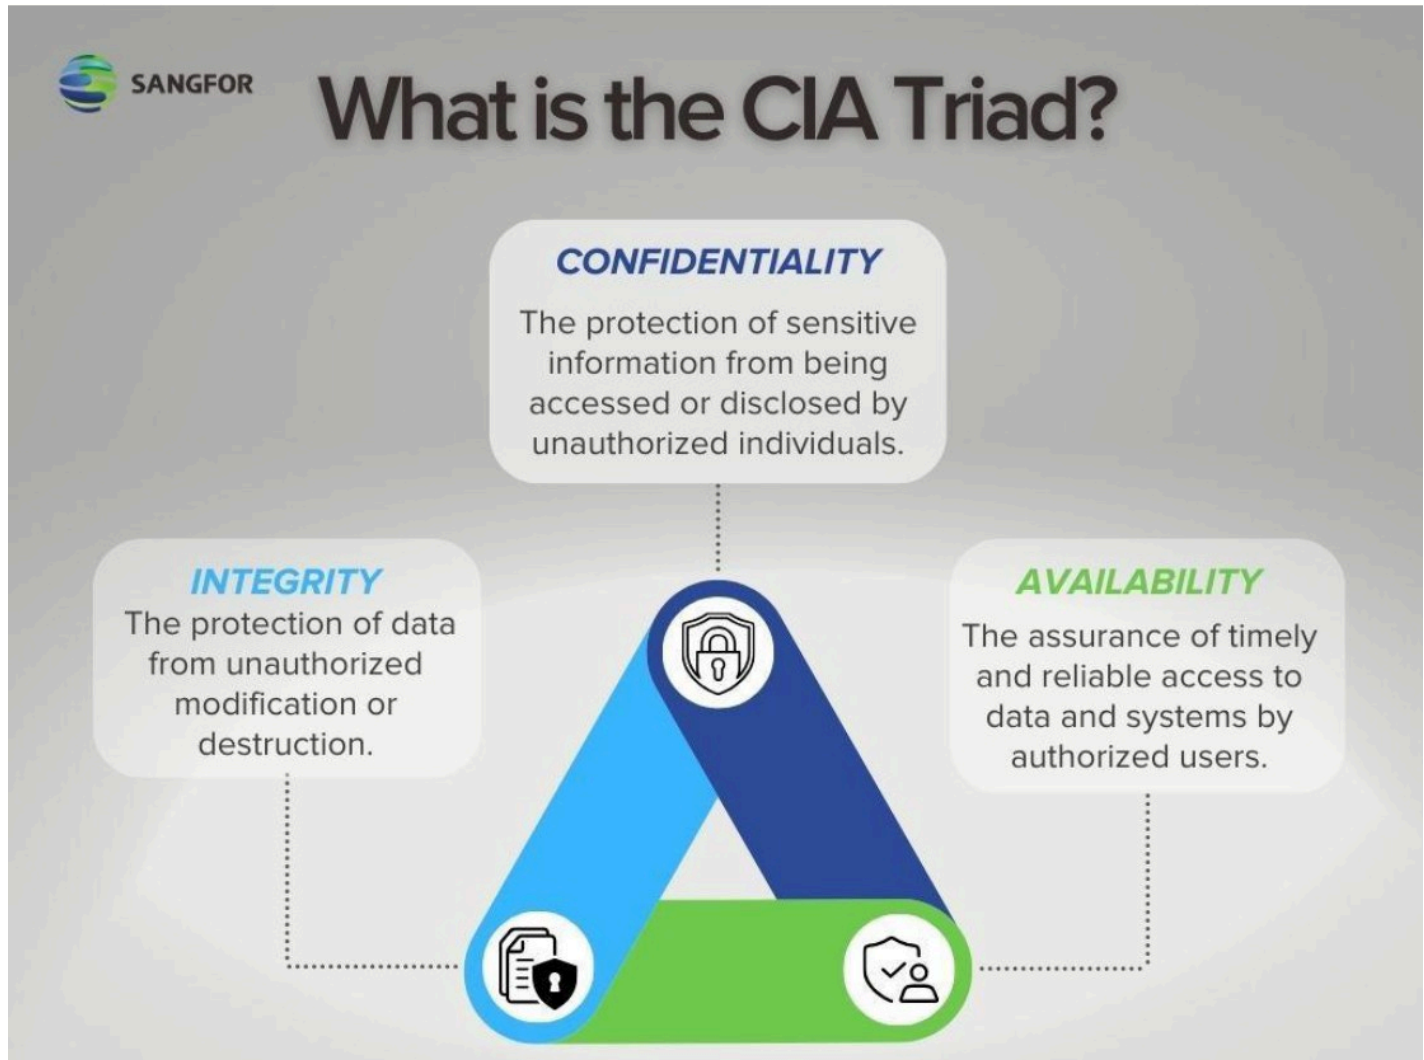 SANGFOR
What is the CIA Triad?
CONFIDENTIALITY
The protection of sensitive
information from being
accessed or disclosed by
unauthorized individuals.
INTEGRITY
The protection of data
from unauthorized
modification or
destruction.
AVAILABILITY
The assurance of timely
and reliable access to
data and systems by
authorized users.